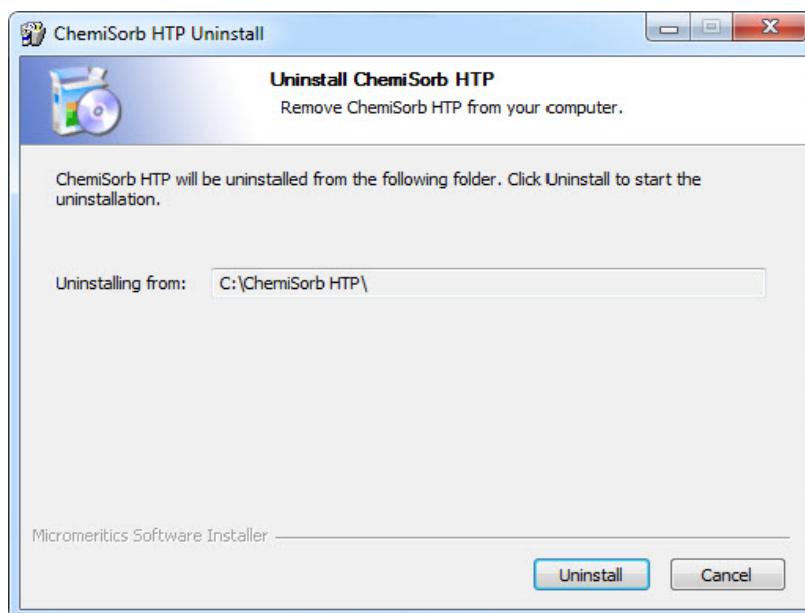 ChemiSorb HTP Uninstall
Uninstall ChemiSorb HTP
Remove ChemiSorb HTP from your computer.
ChemiSorb HTP will be uninstalled from the following folder. Click Uninstall to start the
uninstallation.
Uninstalling from: C:\ChemiSorb HTP\
Micromeritics Software Installer
Uninstall Cancel